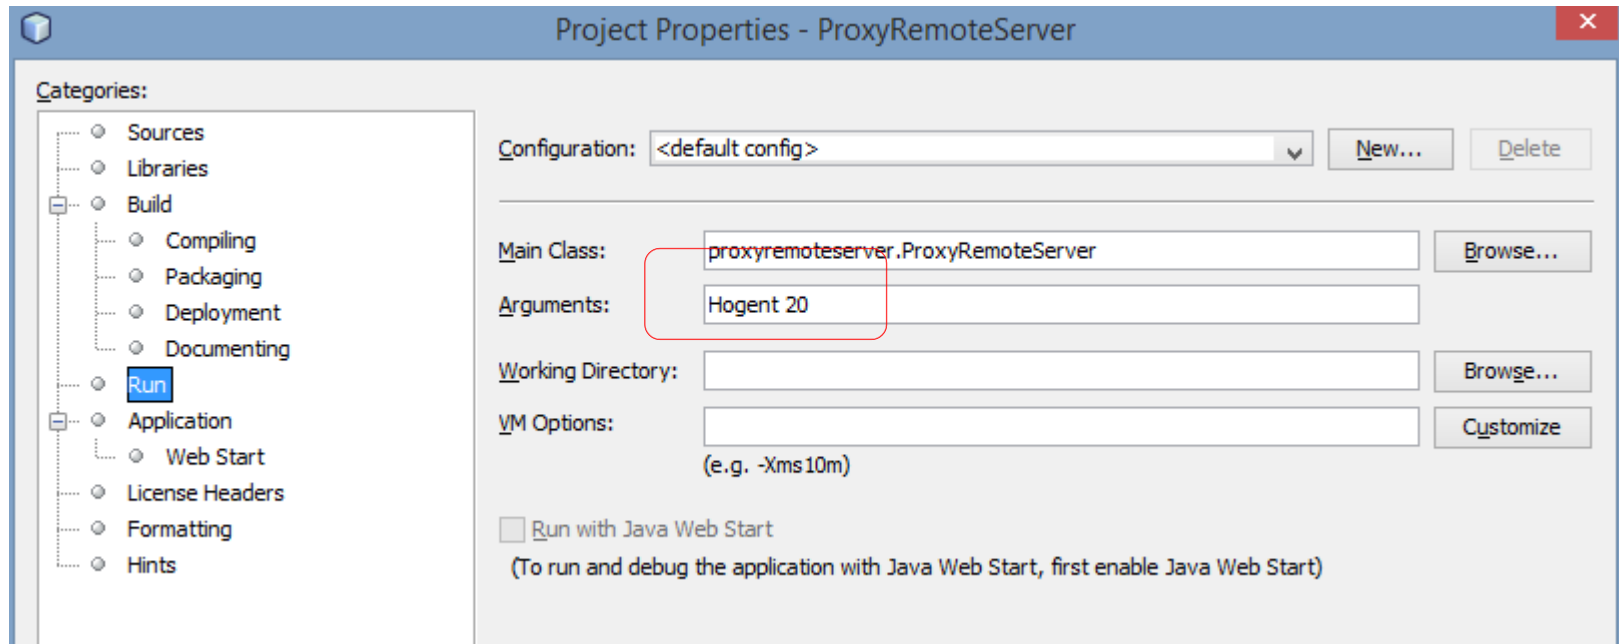 Project Properties - ProxyRemoteServer
Categories:
Sources
Libraries
Build
Compiling
Packaging
Deployment
Documenting
Run
Application
Web Start
License Headers
Formatting
Hints
Configuration: <default config> New... Delete
Main Class: proxyremoteserver.ProxyRemoteServer Browse...
Arguments: Hogent 20
Working Directory: Browse...
VM Options: Customize
(e.g. -Xms10m)
Run with Java Web Start
(To run and debug the application with Java Web Start, first enable Java Web Start)